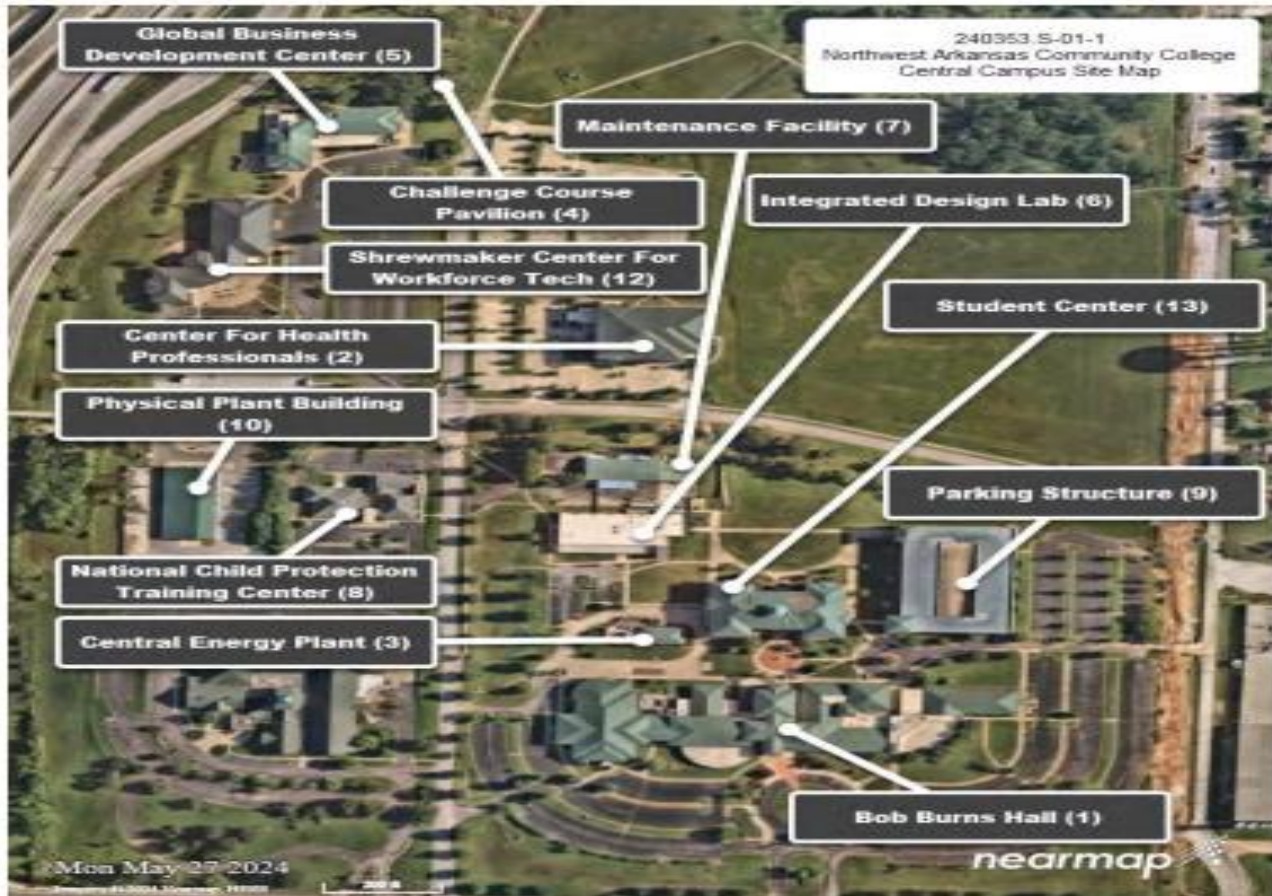 Global Business
Development Center (5)
240353.S-01-1
Northwest Arkansas Community College
Central Campus Site Map
Maintenance Facility (7)
Challenge Course
Pavilion (4)
Integrated Design Lab (6)
Shrewmaker Center For
Workforce Tech (12)
Student Center (13)
Center For Health
Professionals (2)
Physical Plant Building
(10)
Parking Structure (9)
National Child Protection
Training Center (8)
Central Energy Plant (3)
Bob Burns Hall (1)
Mon May 27 2024
nearmap